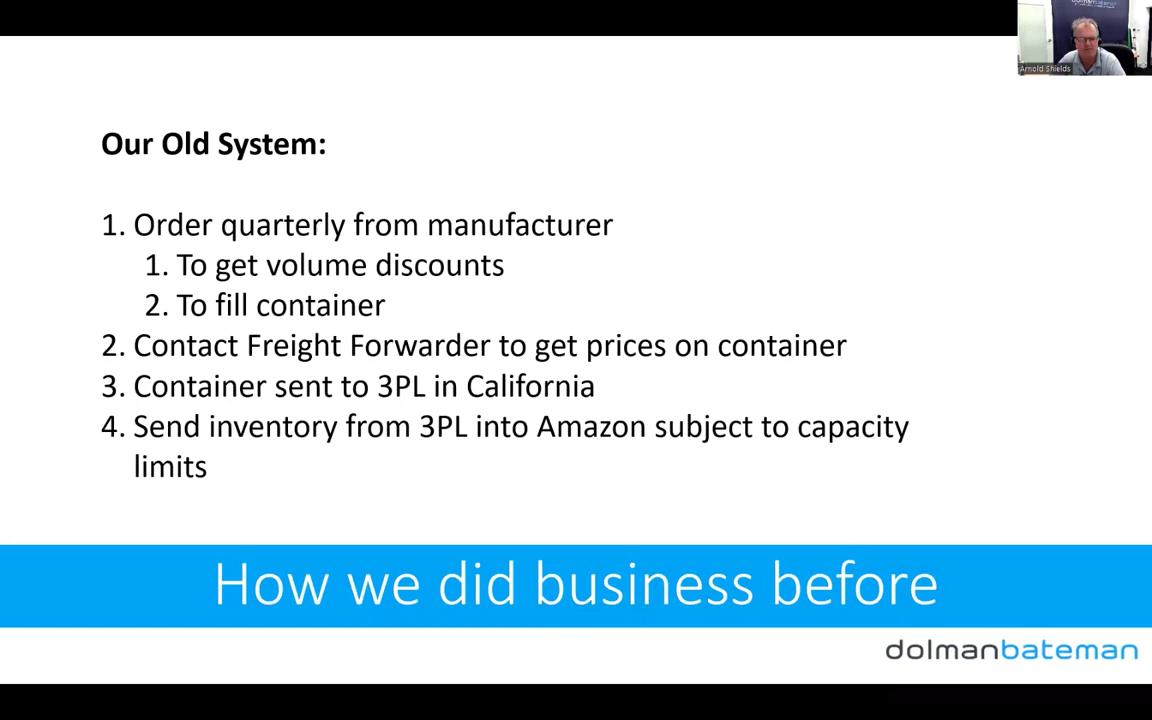 Arnold Shields
Our Old System:
1. Order quarterly from manufacturer
1. To get volume discounts
2. To fill container
2. Contact Freight Forwarder to get prices on container
3. Container sent to 3PL in California
4. Send inventory from 3PL into Amazon subject to capacity
limits
How we did business before
dolmanbateman